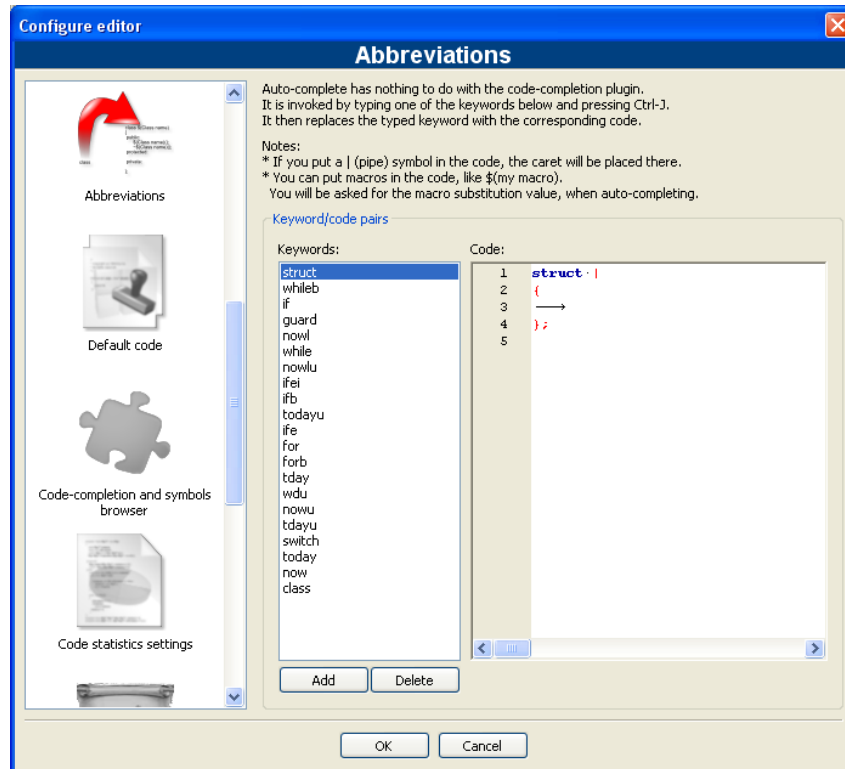 Configure editor
Abbreviations
Abbreviations
Default code
Code-completion and symbols
browser
Code statistics settings
Auto-complete has nothing to do with the code-completion plugin.
It is invoked by typing one of the keywords below and pressing Ctrl-J.
It then replaces the typed keyword with the corresponding code.
Notes:
* If you put a | (pipe) symbol in the code, the caret will be placed there.
* You can put macros in the code, like $(my macro).
You will be asked for the macro substitution value, when auto-completing.
Keyword/code pairs
Keywords:
struct
whileb
if
guard
nowl
while
nowlu
ifei
ifb
todayu
ife
for
forb
tday
wdu
nowu
tdayu
switch
today
now
class
Code:
1 struct |
2 {
3
4 };
5
Add Delete
OK Cancel